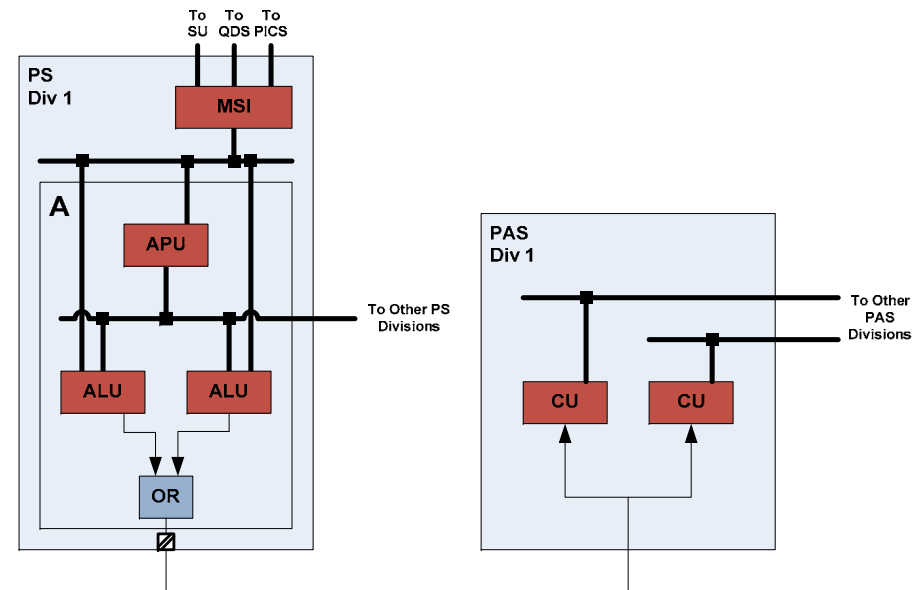 To
SU
To
QDS
To
PICS
PS
Div 1
MSI
A
APU
To Other PS
Divisions
ALU
ALU
OR
PAS
Div 1
To Other
PAS
Divisions
CU
CU